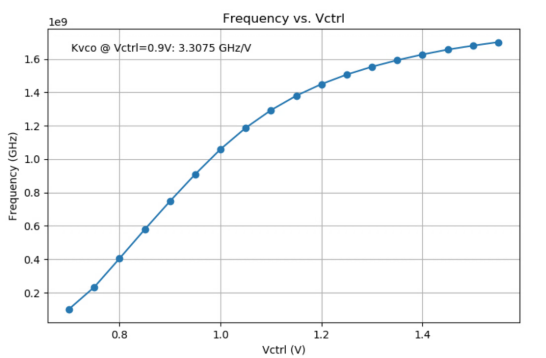 Frequency vs. Vctrl
1e9
Kvco @ Vctrl=0.9V: 3.3075 GHz/V
1.6
1.4
1.2
1.0
0.8
0.6
0.4
0.2
Frequency (GHz)
0.8 1.0 1.2 1.4
Vctrl (V)